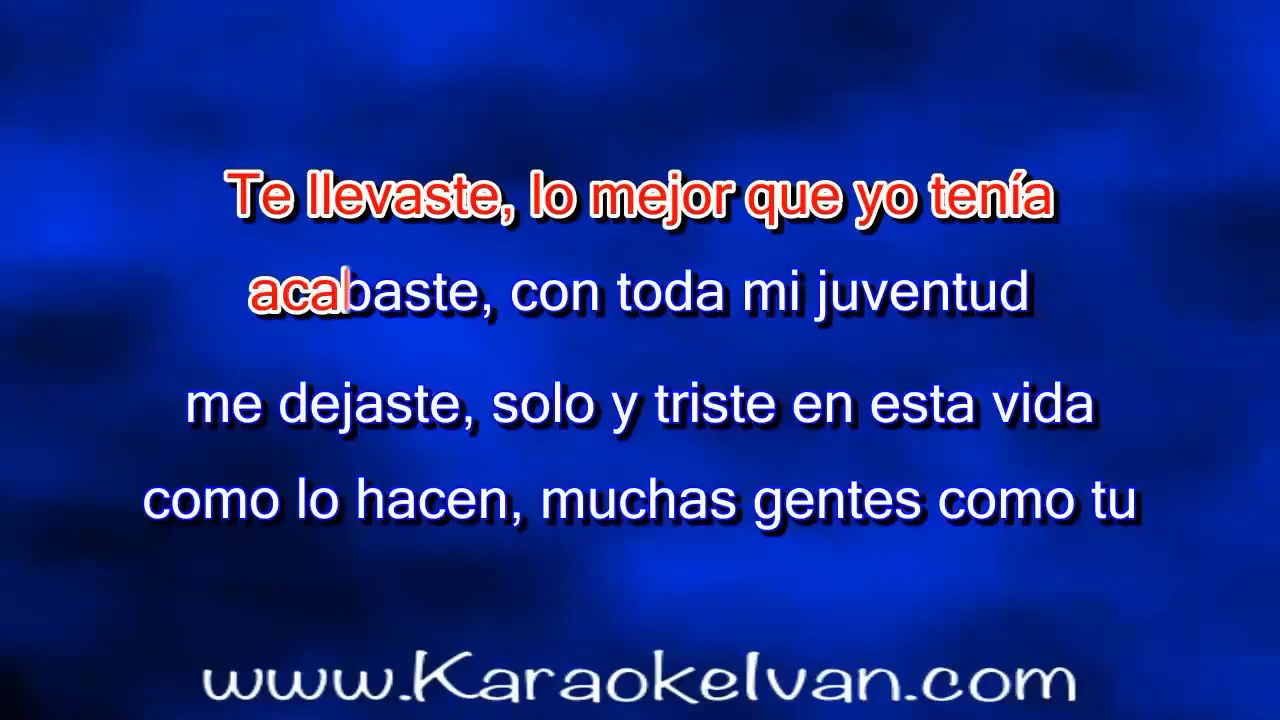 Te llevaste, lo mejor que yo tenía
acabaste, con toda mi juventud
me dejaste, solo y triste en esta vida
como lo hacen, muchas gentes como tu
www.KaraokeIvan.com